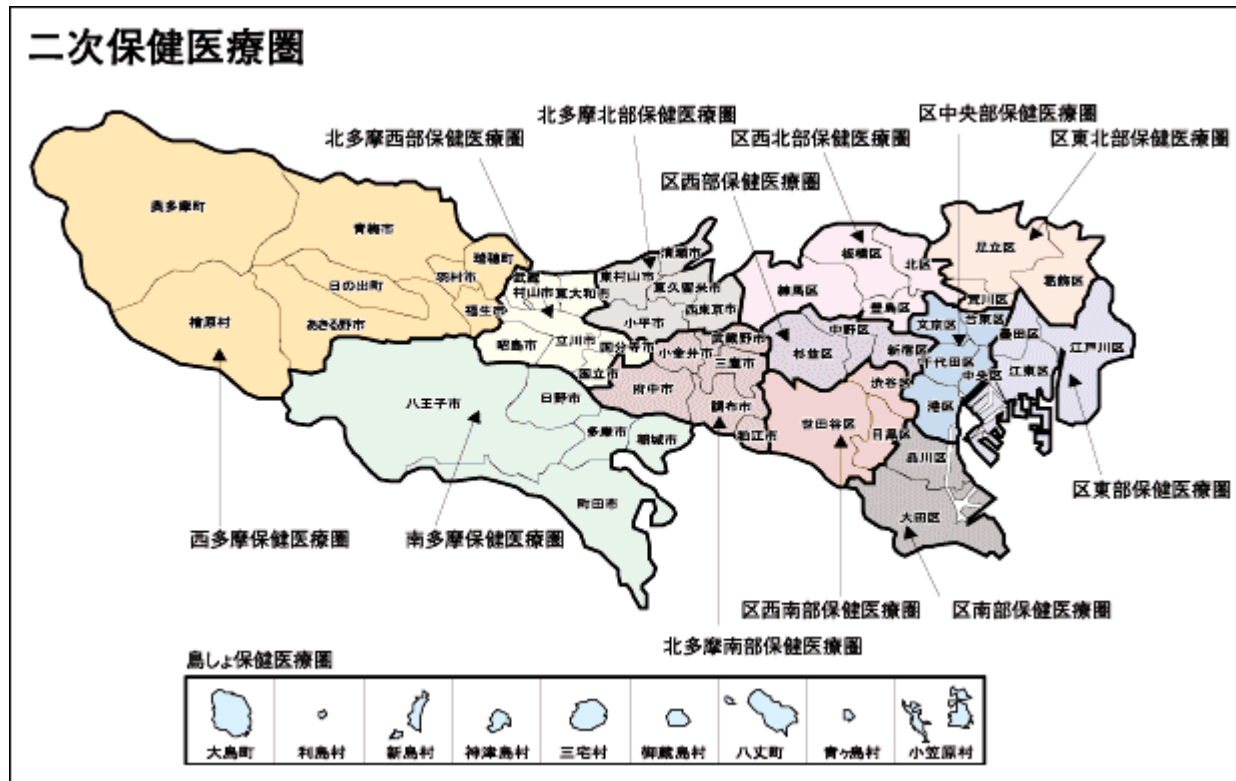 二次保健医療圏
北多摩西部保健医療圏
北多摩北部保健医療圏
区西北部保健医療圏
区中央部保健医療圏
区東北部保健医療圏
区西部保健医療圏
奥多摩町
青梅市
瑞穂町
羽村市
日の出町
福生市
あきる野市
檜原村
武蔵
村山市
東大和市
昭島市
立川市
国分寺市
国立市
清瀬市
東村山市
東久留米市
西東京市
小平市
武蔵野市
小金井市
三鷹市
府中市
調布市
狛江市
八王子市
日野市
多摩市
稲城市
町田市
練馬区
板橋区
北区
豊島区
中野区
杉並区
新宿区
渋谷区
世田谷区
目黒区
足立区
葛飾区
荒川区
文京区
台東区
千代田区
中央区
港区
墨田区
江東区
江戸川区
品川区
大田区
区東部保健医療圏
西多摩保健医療圏
南多摩保健医療圏
区西南部保健医療圏
区南部保健医療圏
北多摩南部保健医療圏
島しょ保健医療圏
大島町
利島村
新島村
神津島村
三宅村
御蔵島村
八丈町
青ヶ島村
小笠原村